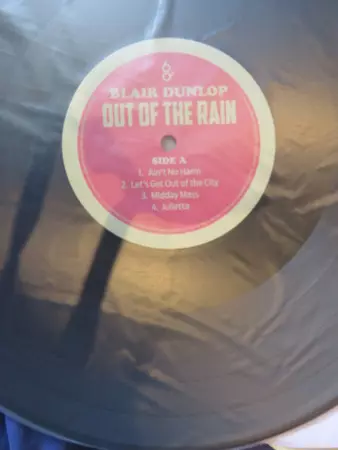 BLAIR DUNLOP
OUT OF THE RAIN
SIDE A
1. Ain't No Harm
2. Let's Get Out of the City
3. Midday Mass
4. Julietta